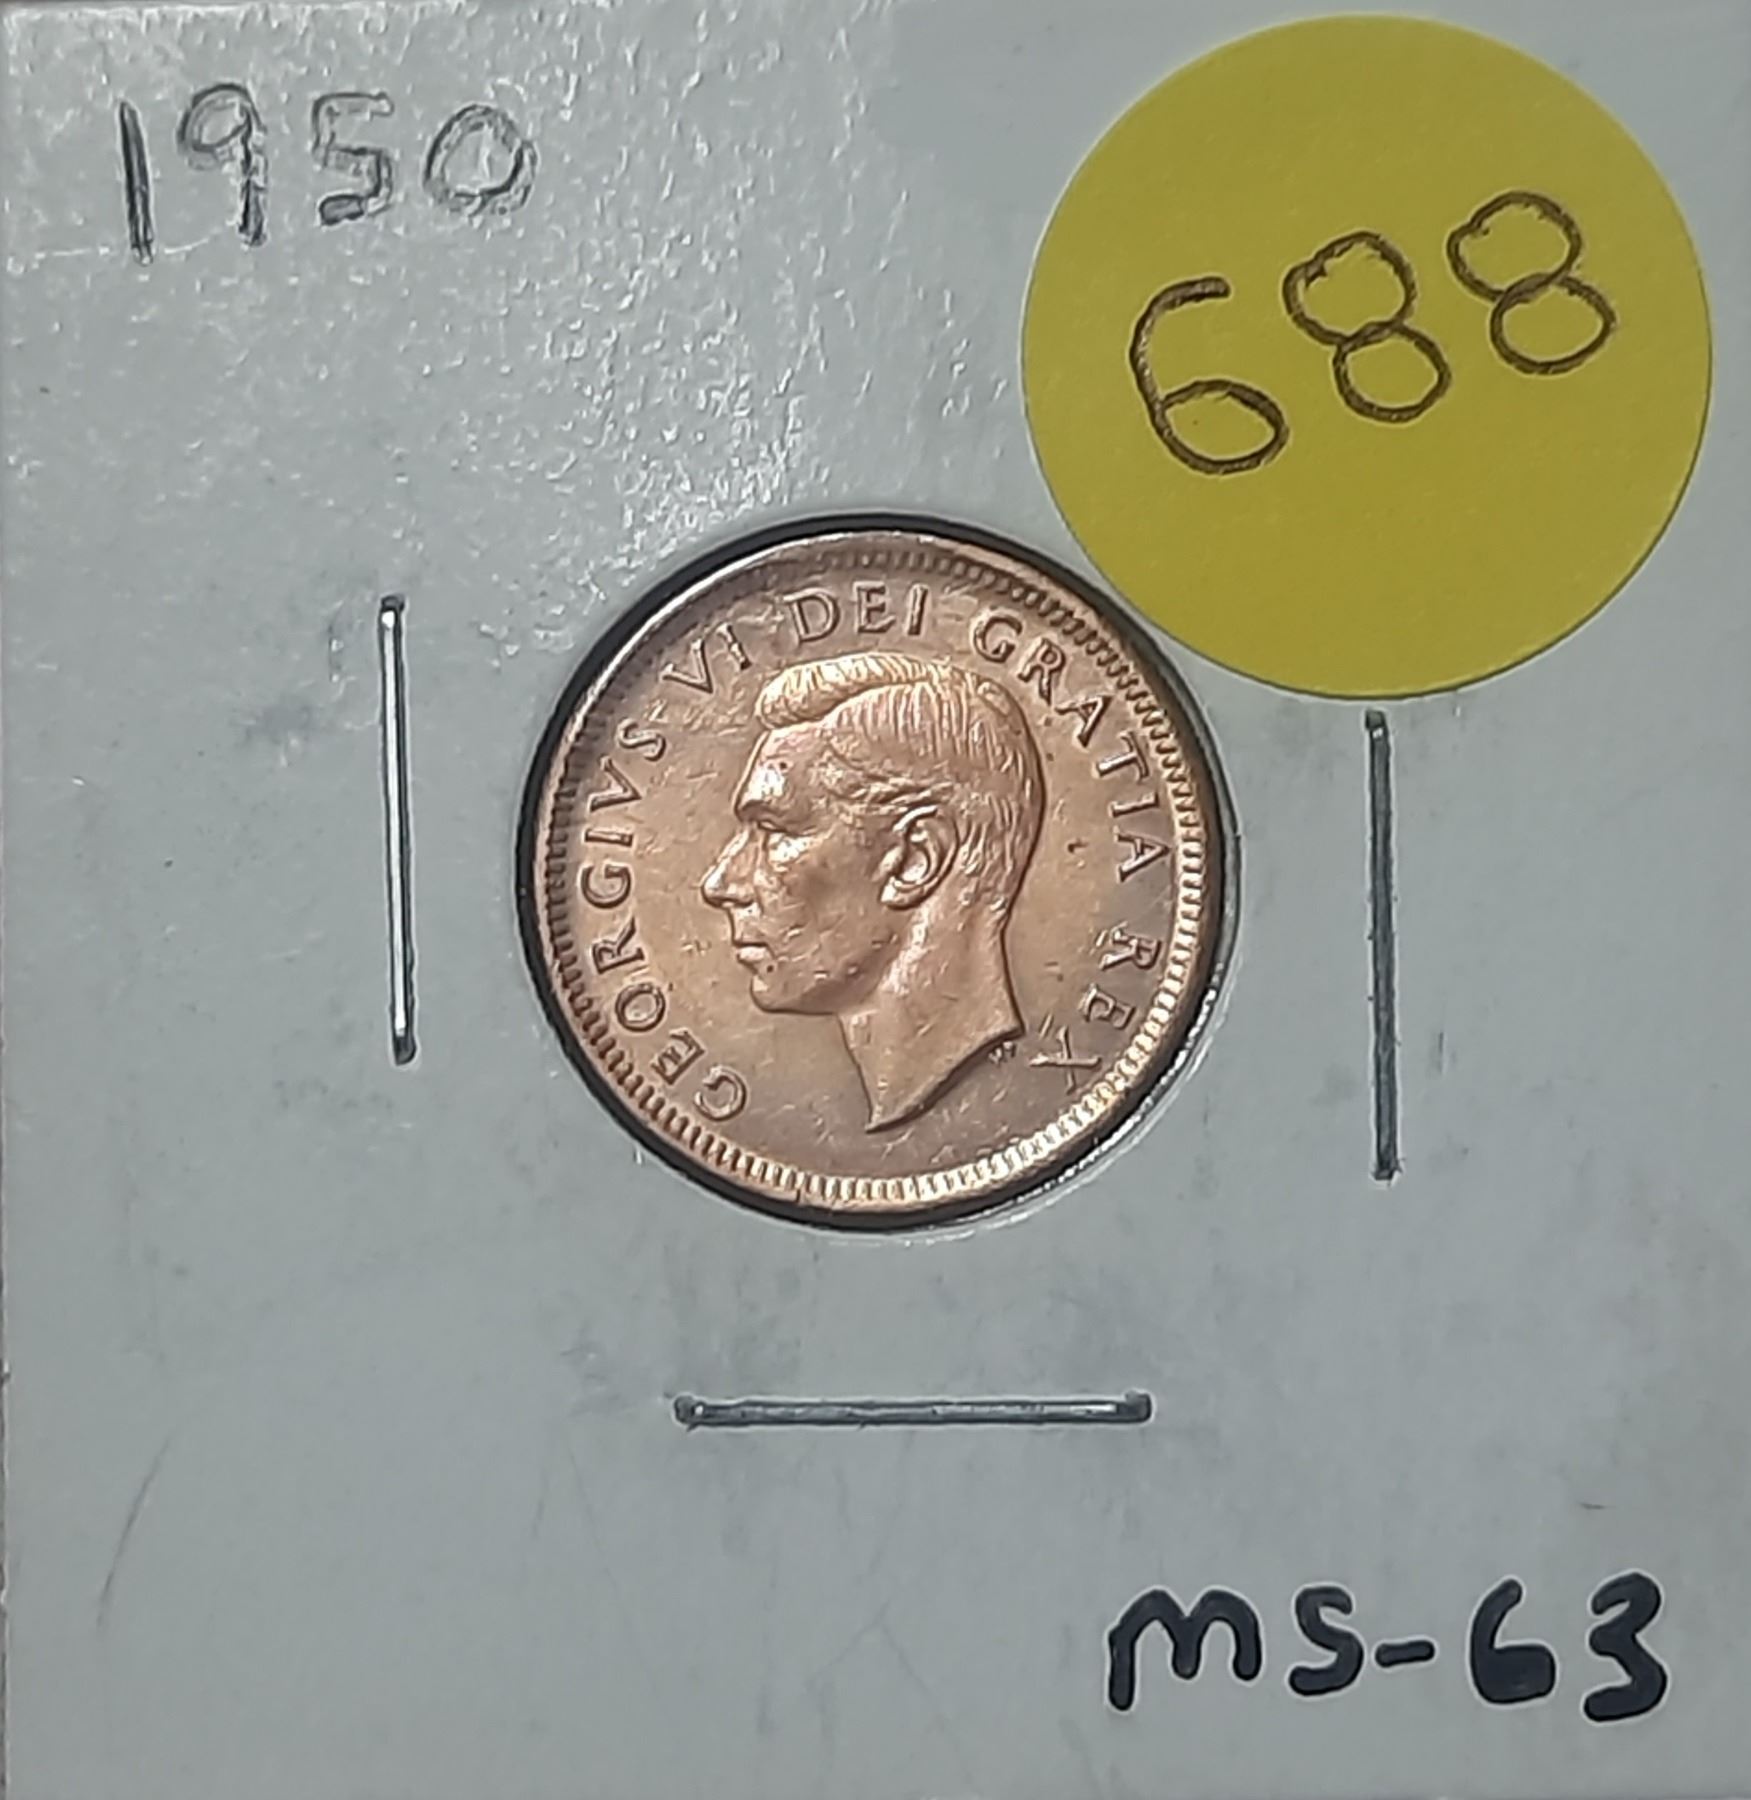 1950
688
GEORGIVS VI DEI GRATIA REX
MS-63